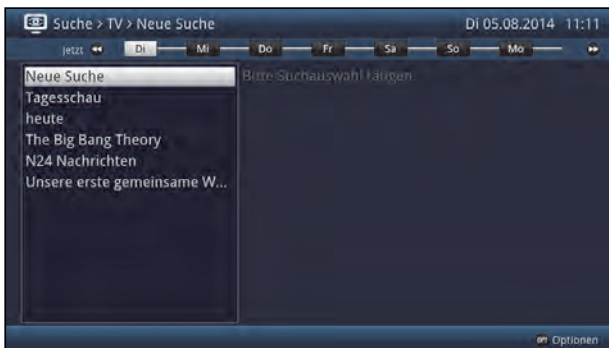 Suche > TV > Neue Suche Di 05.08.2014 11:11
Jetzt Di Mi Do Fr Sa So Mo
Neue Suche Bitte Suchauswahl tätigen
Tagesschau
heute
The Big Bang Theory
N24 Nachrichten
Unsere erste gemeinsame W...
OPT Optionen